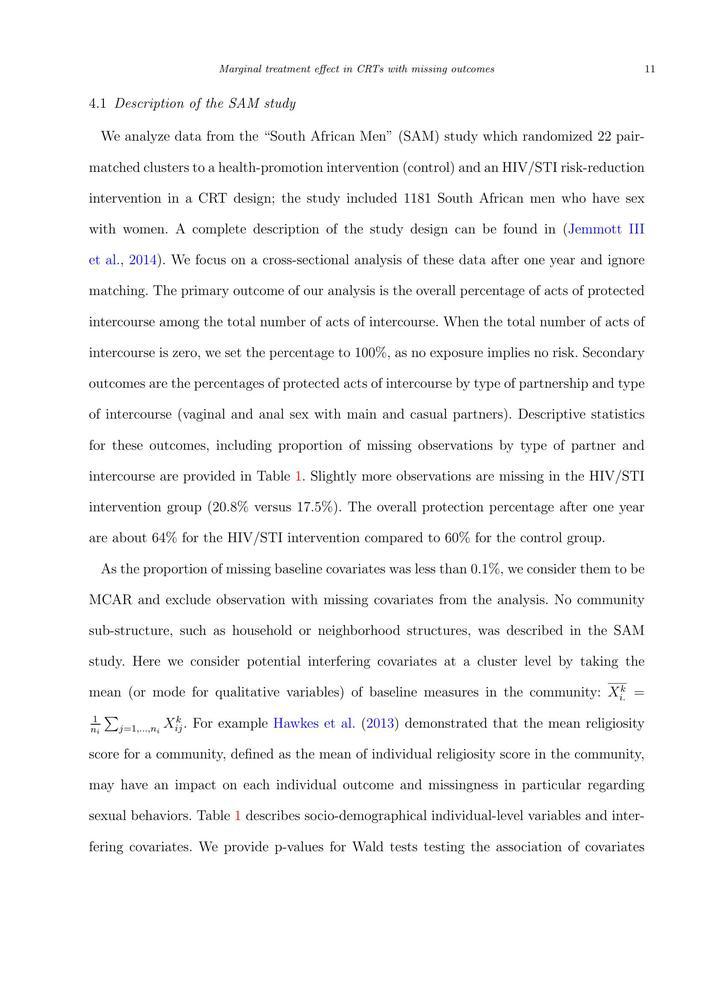 Marginal treatment effect in CRTs with missing outcomes 11
4.1 Description of the SAM study
We analyze data from the “South African Men” (SAM) study which randomized 22 pair-
matched clusters to a health-promotion intervention (control) and an HIV/STI risk-reduction
intervention in a CRT design; the study included 1181 South African men who have sex
with women. A complete description of the study design can be found in (Jemmott III
et al., 2014). We focus on a cross-sectional analysis of these data after one year and ignore
matching. The primary outcome of our analysis is the overall percentage of acts of protected
intercourse among the total number of acts of intercourse. When the total number of acts of
intercourse is zero, we set the percentage to 100%, as no exposure implies no risk. Secondary
outcomes are the percentages of protected acts of intercourse by type of partnership and type
of intercourse (vaginal and anal sex with main and casual partners). Descriptive statistics
for these outcomes, including proportion of missing observations by type of partner and
intercourse are provided in Table 1. Slightly more observations are missing in the HIV/STI
intervention group (20.8% versus 17.5%). The overall protection percentage after one year
are about 64% for the HIV/STI intervention compared to 60% for the control group.
As the proportion of missing baseline covariates was less than 0.1%, we consider them to be
MCAR and exclude observation with missing covariates from the analysis. No community
sub-structure, such as household or neighborhood structures, was described in the SAM
study. Here we consider potential interfering covariates at a cluster level by taking the
mean (or mode for qualitative variables) of baseline measures in the community: $\overline{X_{i.}^k}$ =
$\frac{1}{n_i} \sum_{j=1,...,n_i} X_{ij}^k$. For example Hawkes et al. (2013) demonstrated that the mean religiosity
score for a community, defined as the mean of individual religiosity score in the community,
may have an impact on each individual outcome and missingness in particular regarding
sexual behaviors. Table 1 describes socio-demographical individual-level variables and inter-
fering covariates. We provide p-values for Wald tests testing the association of covariates